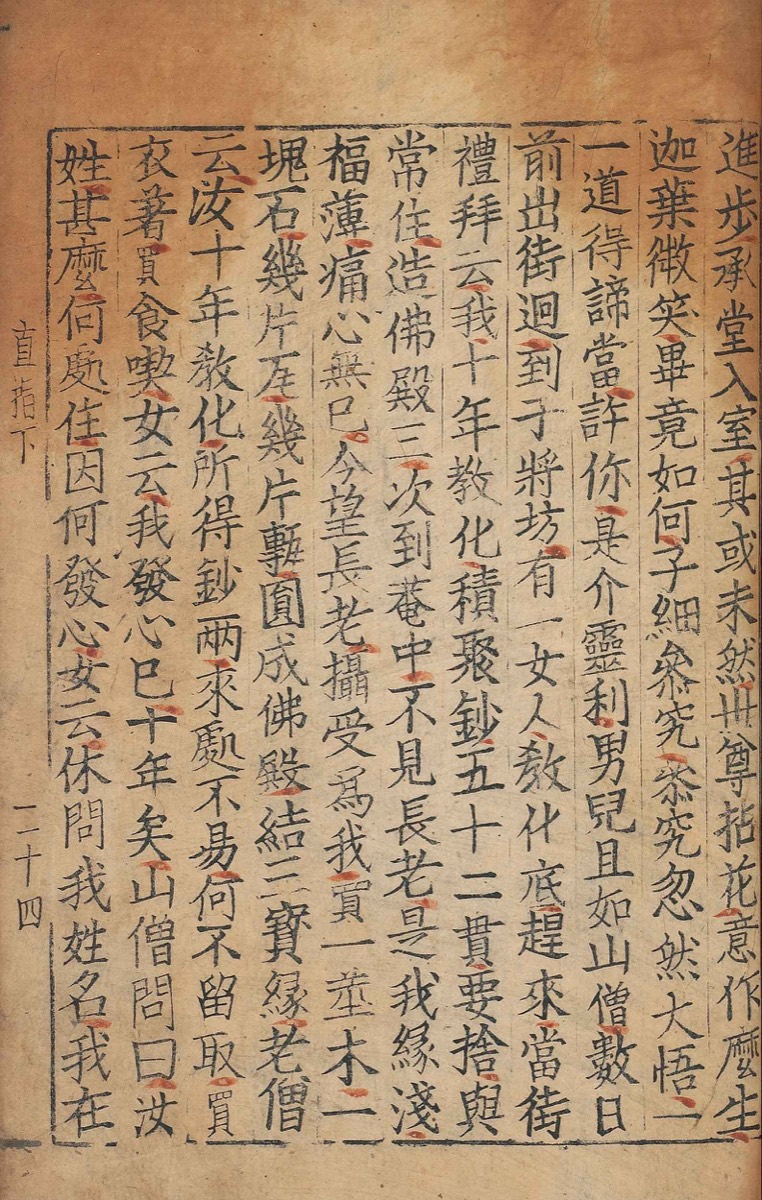 進步承堂入室其或未然世尊拈花意作麽生
迦葉微笑畢竟如何子細叅究叅究忽然大悟一
一道得諦當許你是介靈利男兒且如山僧數日
前出街迴到子將坊有一女人敎化底趕來當街
禮拜云我十年敎化積聚鈔五十二貫要捨與
常住造佛殿三次到菴中不見長老是我緣淺
福薄痛心無已今望長老攝受爲我買一莖木一
塊石幾片瓦幾片甎圓成佛殿結三寶緣老僧
云汝十年敎化所得鈔兩來處不易何不留取買
衣著買食喫女云我發心已十年矣山僧問曰汝
姓甚麽何處住因何發心女云休問我姓名我在
直指下
二十四